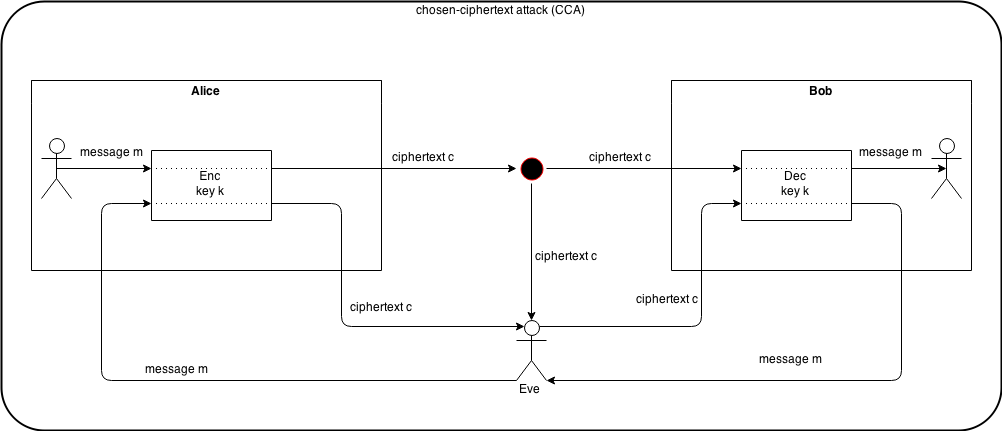 chosen-ciphertext attack (CCA)
Alice
Bob
message m
ciphertext c
ciphertext c
message m
Enc
key k
Dec
key k
ciphertext c
ciphertext c
ciphertext c
message m
message m
Eve